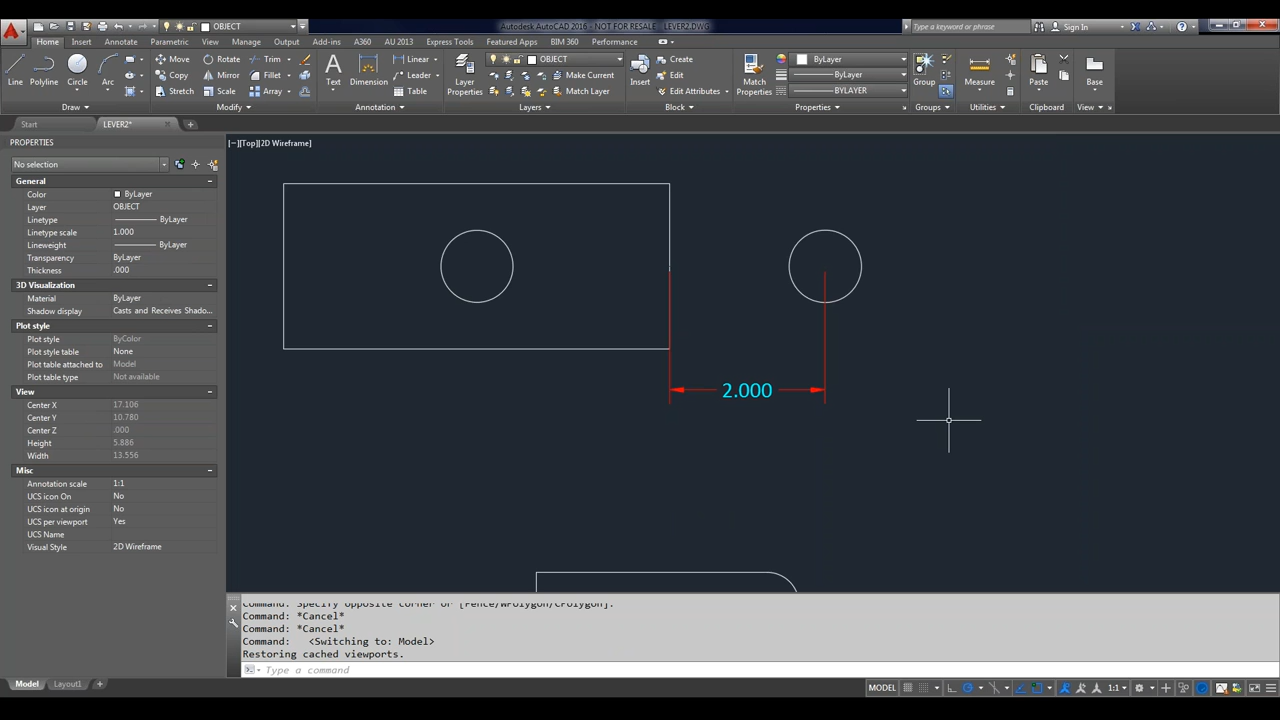 OBJECT
Autodesk AutoCAD 2016 - NOT FOR RESALE LEVER2.DWG
Type a keyword or phrase
Sign In
Home Insert Annotate Parametric View Manage Output Add-ins A360 AU 2013 Express Tools Featured Apps BIM 360 Performance
Line Polyline Circle Arc
Move Rotate Trim
Copy Mirror Fillet
Stretch Scale Array
Text Dimension
Linear
Leader
Table
Layer Properties
OBJECT
Make Current
Match Layer
Insert
Create
Edit
Edit Attributes
Match Properties
ByLayer
ByLayer
BYLAYER
Group
Measure
Paste
Base
Draw Modify Annotation Layers Block Properties Groups Utilities Clipboard View
Start LEVER2*
PROPERTIES
[−][Top][2D Wireframe]
No selection
General
Color ByLayer
Layer OBJECT
Linetype ByLayer
Linetype scale 1.000
Lineweight ByLayer
Transparency ByLayer
Thickness .000
3D Visualization
Material ByLayer
Shadow display Casts and Receives Shado...
Plot style
Plot style ByColor
Plot style table None
Plot table attached to Model
Plot table type Not available
View
Center X 17.106
Center Y 10.780
Center Z .000
Height 5.886
Width 13.556
Misc
Annotation scale 1:1
UCS icon On No
UCS icon at origin No
UCS per viewport Yes
UCS Name
Visual Style 2D Wireframe
2.000
Command: Specify opposite corner or [Fence/WPolygon/CPolygon]:
Command: *Cancel*
Command: *Cancel*
Command: <Switching to: Model>
Restoring cached viewports.
Type a command
Model Layout1 +
MODEL 1:1